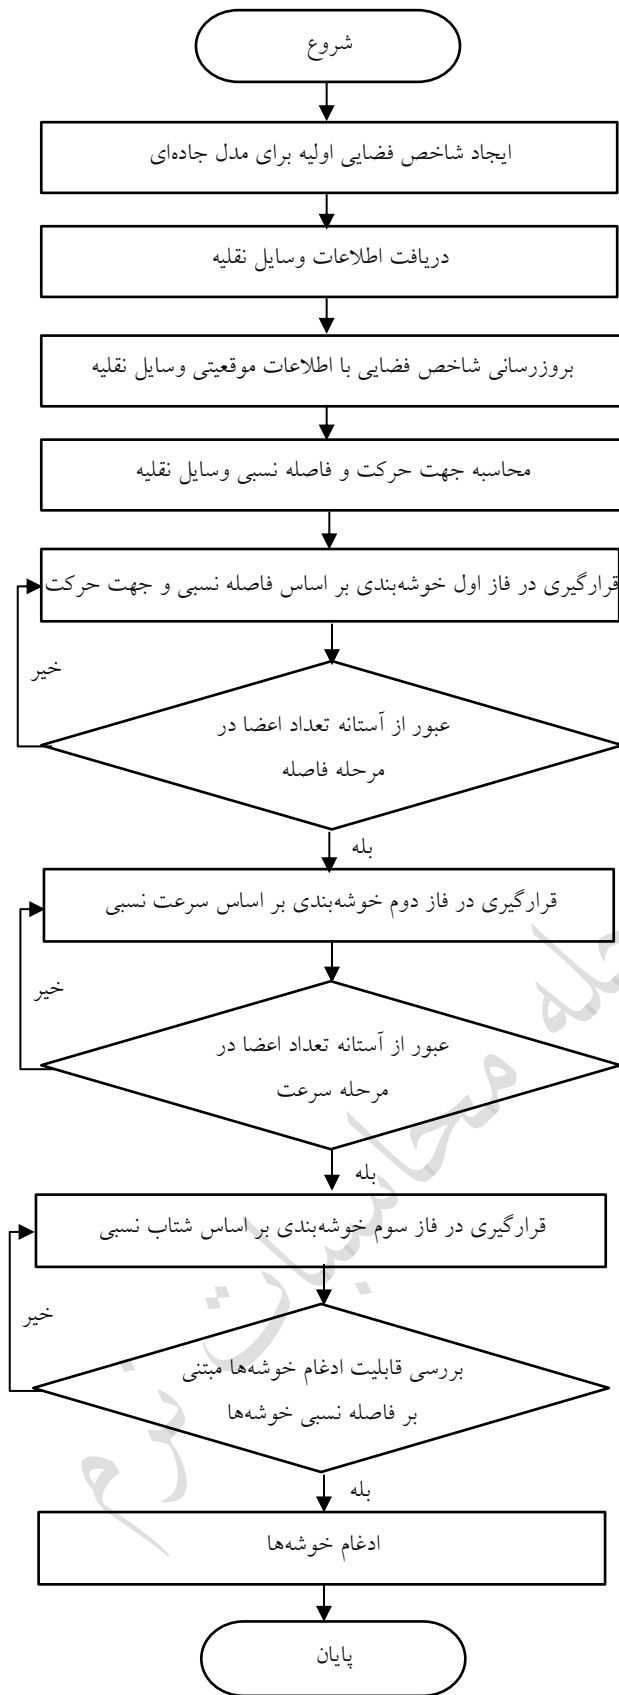 شروع
ایجاد شاخص فضایی اولیه برای مدل جاده‌ای
دریافت اطلاعات وسایل نقلیه
بروزرسانی شاخص فضایی با اطلاعات موقعیتی وسایل نقلیه
محاسبه جهت حرکت و فاصله نسبی وسایل نقلیه
قرارگیری در فاز اول خوشه‌بندی بر اساس فاصله نسبی و جهت حرکت
خیر
عبور از آستانه تعداد اعضا در
مرحله فاصله
بله
قرارگیری در فاز دوم خوشه‌بندی بر اساس سرعت نسبی
خیر
عبور از آستانه تعداد اعضا در
مرحله سرعت
بله
قرارگیری در فاز سوم خوشه‌بندی بر اساس شتاب نسبی
خیر
بررسی قابلیت ادغام خوشه‌ها مبتنی
بر فاصله نسبی خوشه‌ها
بله
ادغام خوشه‌ها
پایان
محاسبات نرم